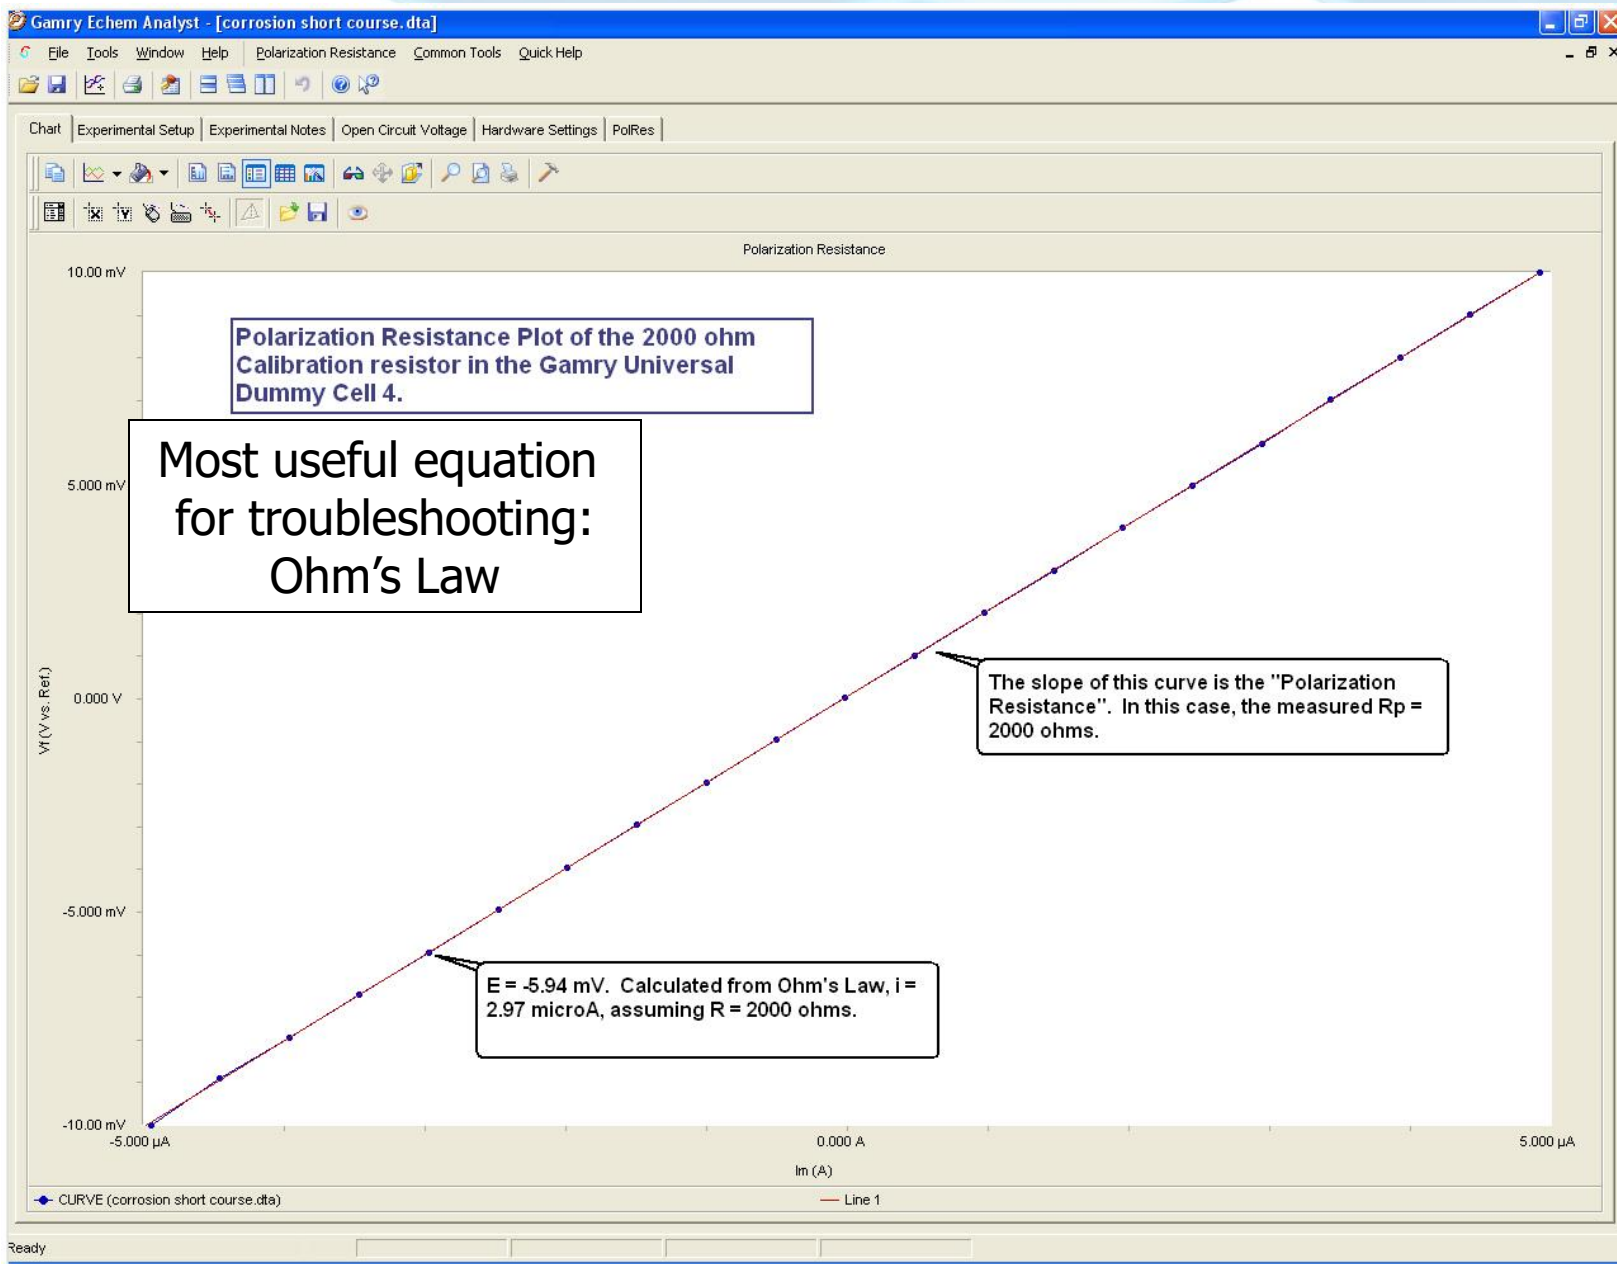 Gamry Echem Analyst - [corrosion short course.dta]
File Tools Window Help Polarization Resistance Common Tools Quick Help
Chart Experimental Setup Experimental Notes Open Circuit Voltage Hardware Settings PolRes
Polarization Resistance
10.00 mV
Polarization Resistance Plot of the 2000 ohm
Calibration resistor in the Gamry Universal
Dummy Cell 4.
Most useful equation
for troubleshooting:
Ohm's Law
5.000 mV
Vf (V vs. Ref.)
0.000 V
The slope of this curve is the "Polarization
Resistance". In this case, the measured Rp =
2000 ohms.
-5.000 mV
E = -5.94 mV. Calculated from Ohm's Law, i =
2.97 microA, assuming R = 2000 ohms.
-10.00 mV
-5.000 µA 0.000 A 5.000 µA
Im (A)
CURVE (corrosion short course.dta) Line 1
Ready